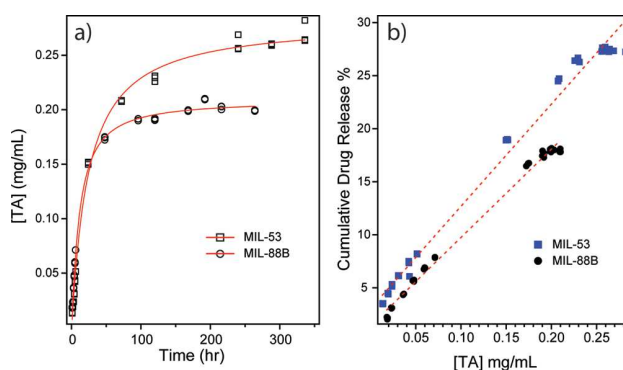 a)
[TA] (mg/mL)
0.25
0.20
0.15
0.10
0.05
MIL-53
MIL-88B
0
100
200
300
Time (hr)
b)
Cumulative Drug Release %
30
25
20
15
10
5
MIL-53
MIL-88B
0.05
0.10
0.15
0.20
0.25
[TA] mg/mL